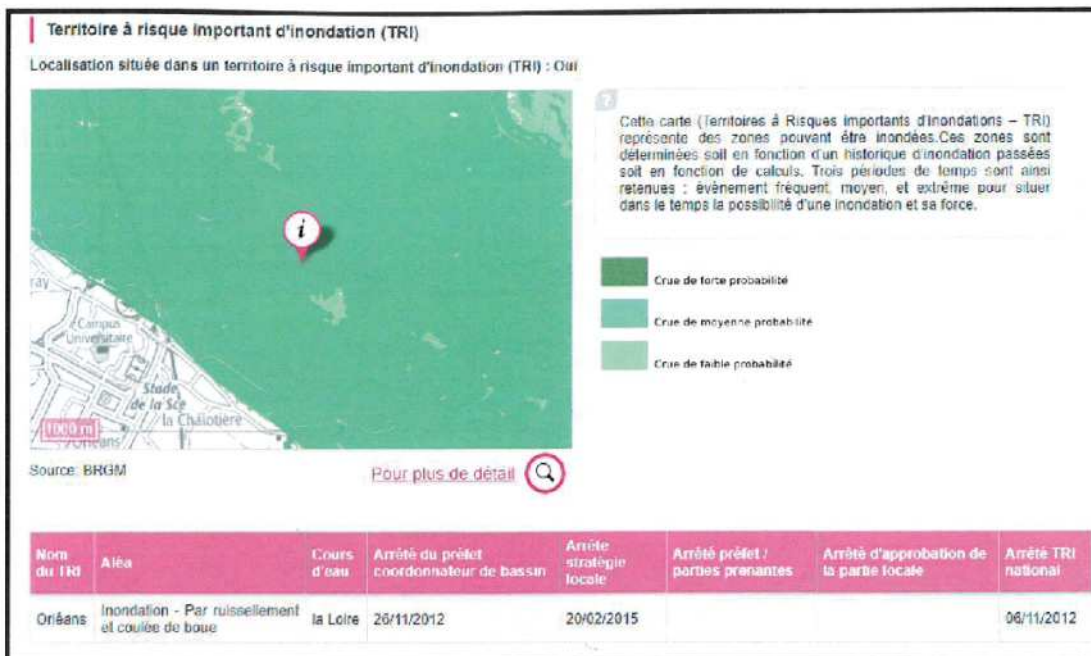 Territoire à risque important d'inondation (TRI)
Localisation située dans un territoire à risque important d'inondation (TRI) : Oui
?
Cette carte (Territoires à Risques importants d'Inondations – TRI)
représente des zones pouvant être inondées.Ces zones sont
déterminées soit en fonction d'un historique d'inondation passées
soit en fonction de calculs. Trois périodes de temps sont ainsi
retenues : évènement fréquent, moyen, et extrême pour situer
dans le temps la possibilité d'une inondation et sa force.
i
ray
Campus
Universitaire
Stade
de la Sce
la Châlotière
1000 m
Orléans
Crue de forte probabilité
Crue de moyenne probabilité
Crue de faible probabilité
Source: BRGM
Pour plus de détail
Nom du TRI Aléa Cours d'eau Arrêté du préfet coordonnateur de bassin Arrête stratégie locale Arrêté préfet / parties prenantes Arrêté d'approbation de la partie locale Arrêté TRI national
Orléans Inondation - Par ruissellement et coulée de boue la Loire 26/11/2012 20/02/2015 06/11/2012